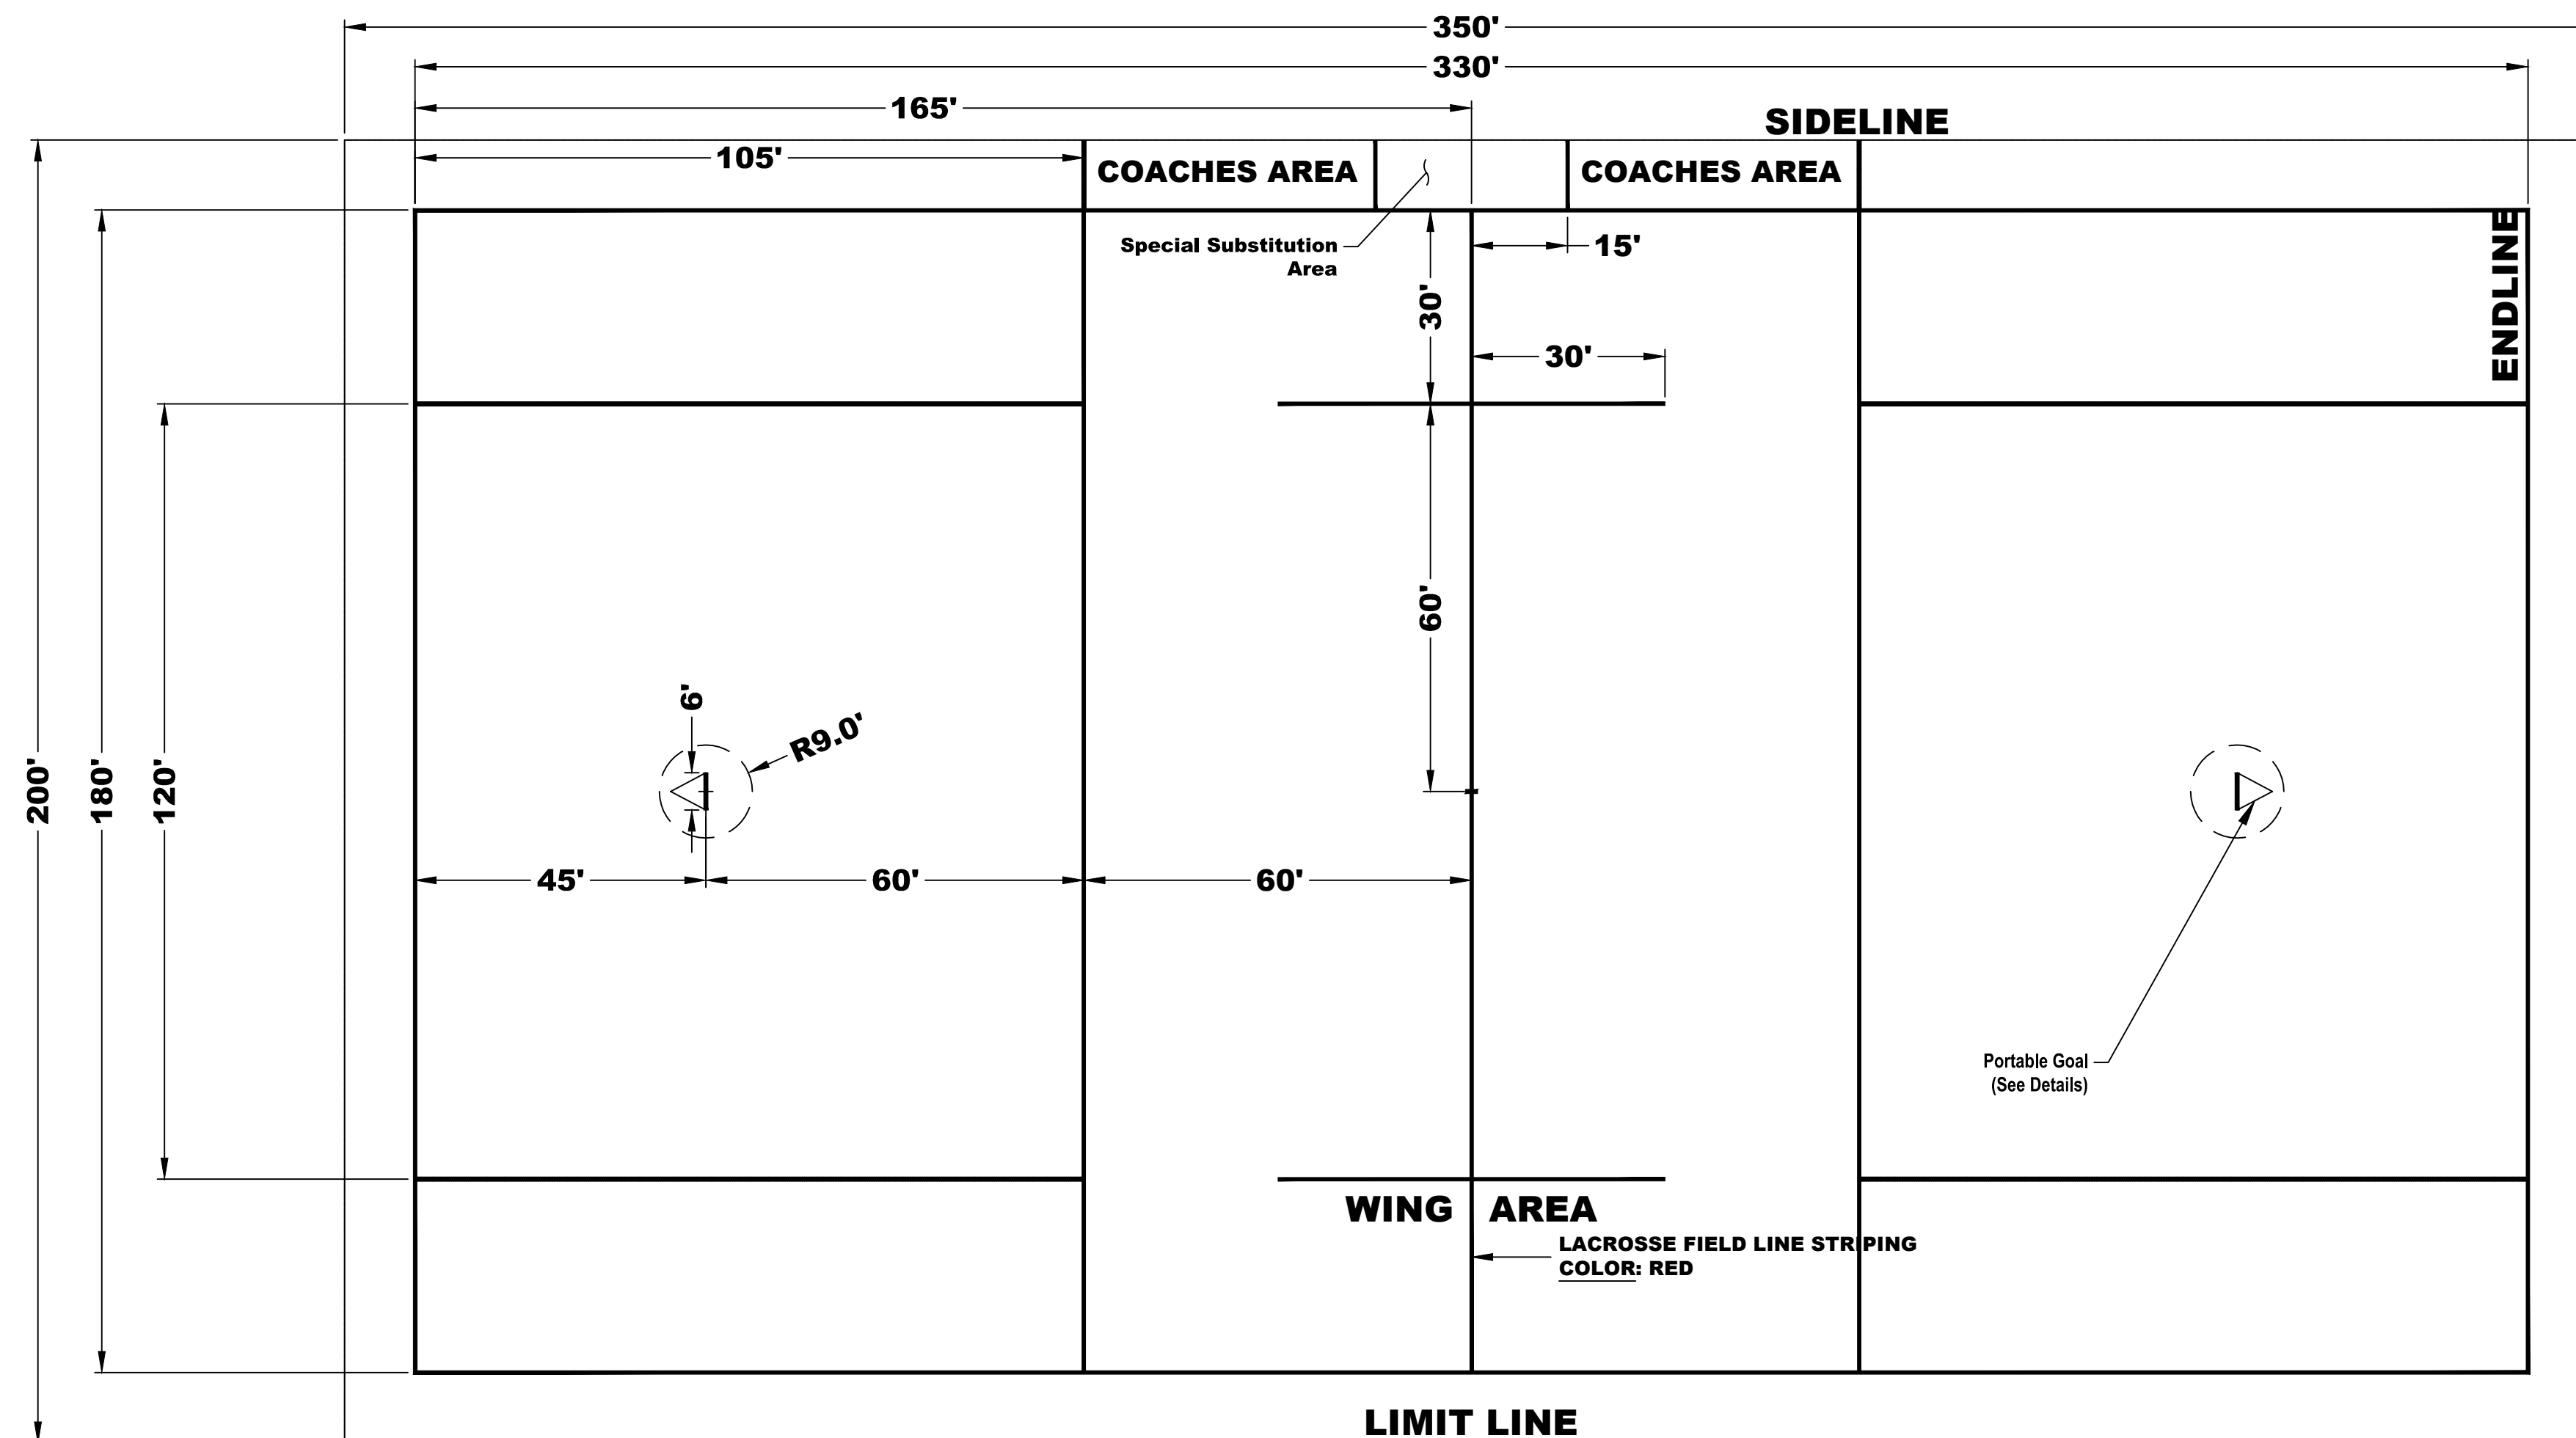 350'
330'
165'
SIDELINE
105'
COACHES AREA
COACHES AREA
Special Substitution
Area
15'
30'
30'
ENDLINE
60'
6'
R9.0'
200'
180'
120'
45'
60'
60'
Portable Goal
(See Details)
WING AREA
LACROSSE FIELD LINE STRIPING
COLOR: RED
LIMIT LINE